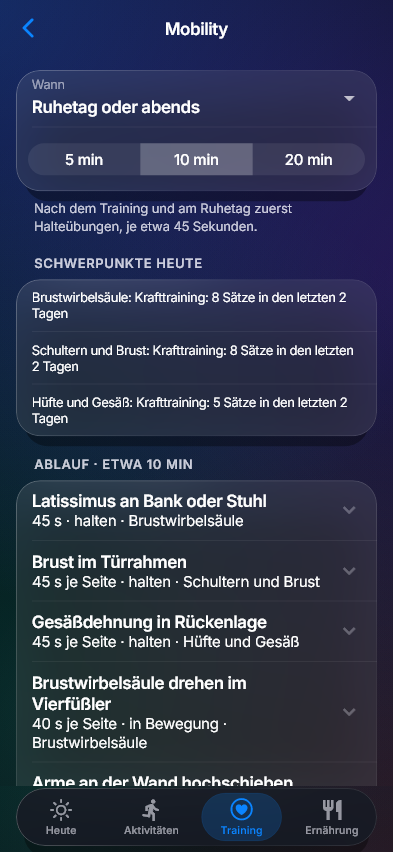 Mobility
Wann
Ruhetag oder abends
5 min
10 min
20 min
Nach dem Training und am Ruhetag zuerst
Halteübungen, je etwa 45 Sekunden.
SCHWERPUNKTE HEUTE
Brustwirbelsäule: Krafttraining: 8 Sätze in den letzten 2
Tagen
Schultern und Brust: Krafttraining: 8 Sätze in den letzten
2 Tagen
Hüfte und Gesäß: Krafttraining: 5 Sätze in den letzten 2
Tagen
ABLAUF · ETWA 10 MIN
Latissimus an Bank oder Stuhl
45 s · halten · Brustwirbelsäule
Brust im Türrahmen
45 s je Seite · halten · Schultern und Brust
Gesäßdehnung in Rückenlage
45 s je Seite · halten · Hüfte und Gesäß
Brustwirbelsäule drehen im
Vierfüßler
40 s je Seite · in Bewegung ·
Brustwirbelsäule
Arme an der Wand hochschieben
Heute
Aktivitäten
Training
Ernährung